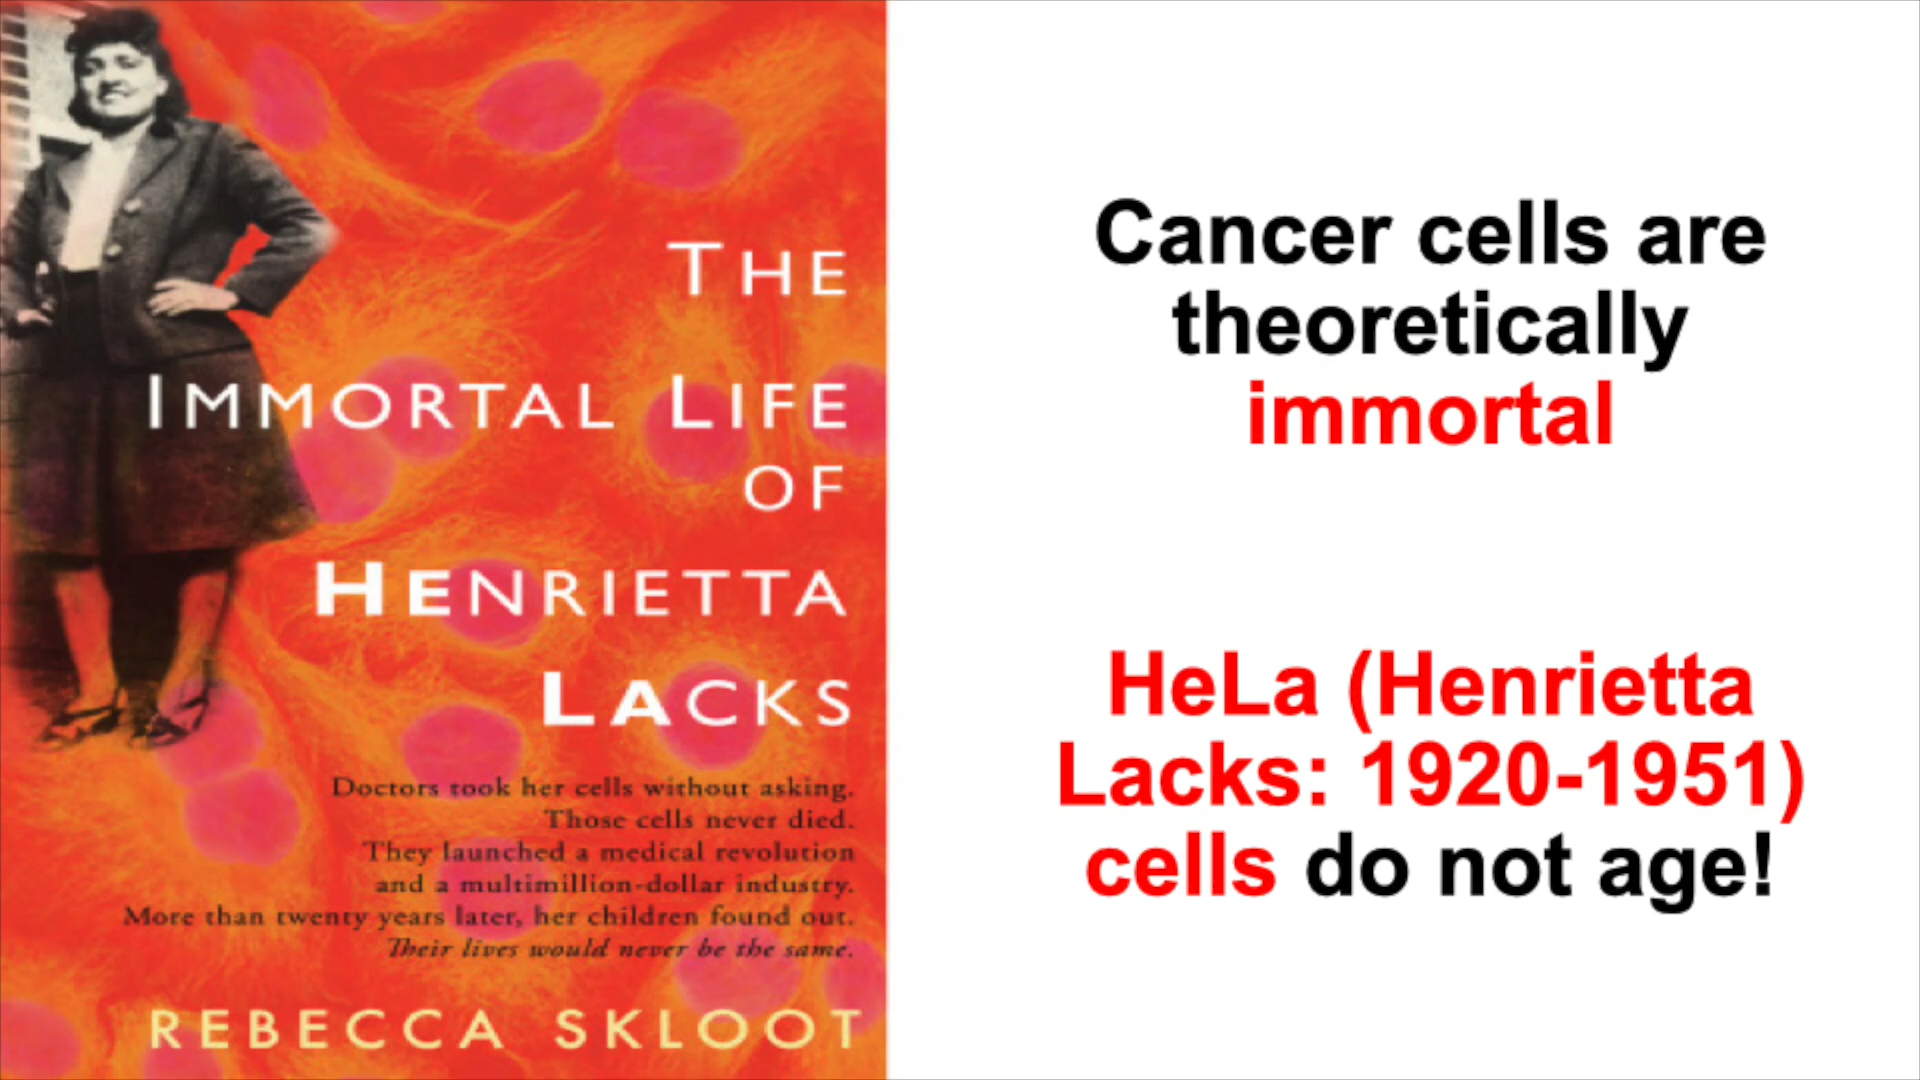 THE
IMMORTAL LIFE
OF
HENRIETTA
LACKS
Doctors took her cells without asking.
Those cells never died.
They launched a medical revolution
and a multimillion-dollar industry.
More than twenty years later, her children found out.
Their lives would never be the same.
REBECCA SKLOOT
Cancer cells are
theoretically
immortal
HeLa (Henrietta
Lacks: 1920-1951)
cells do not age!